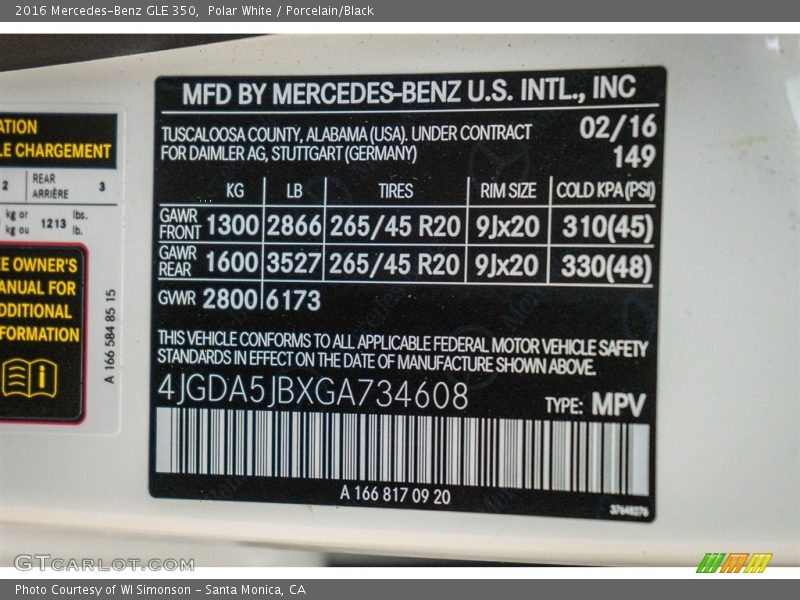 2016 Mercedes-Benz GLE 350,  Polar White / Porcelain/Black
ATION
LE CHARGEMENT
2 REAR ARRIÈRE 3
kg or kg ou 1213 lbs. lb.
E OWNER'S
ANUAL FOR
DDITIONAL
FORMATION
A 166 584 85 15
MFD BY MERCEDES-BENZ U.S. INTL., INC
TUSCALOOSA COUNTY, ALABAMA (USA). UNDER CONTRACT 02/16
FOR DAIMLER AG, STUTTGART (GERMANY) 149
KG LB TIRES RIM SIZE COLD KPA(PSI)
GAWR FRONT 1300 2866 265/45 R20 9Jx20 310(45)
GAWR REAR 1600 3527 265/45 R20 9Jx20 330(48)
GWR 2800 6173
THIS VEHICLE CONFORMS TO ALL APPLICABLE FEDERAL MOTOR VEHICLE SAFETY
STANDARDS IN EFFECT ON THE DATE OF MANUFACTURE SHOWN ABOVE.
4JGDA5JBXGA734608 TYPE: MPV
A 166 817 09 20
GTCarLot.com
Photo Courtesy of WI Simonson - Santa Monica, CA